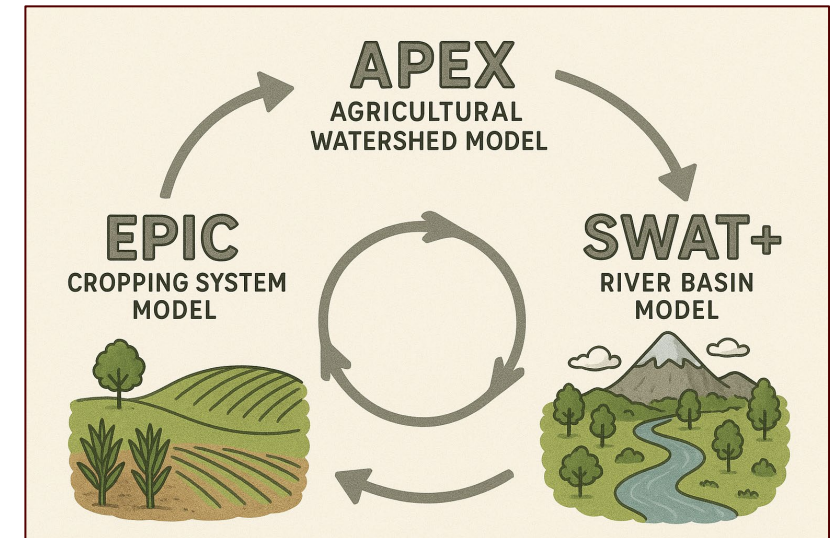 APEX
AGRICULTURAL
WATERSHED MODEL
EPIC
CROPPING SYSTEM
MODEL
SWAT+
RIVER BASIN
MODEL